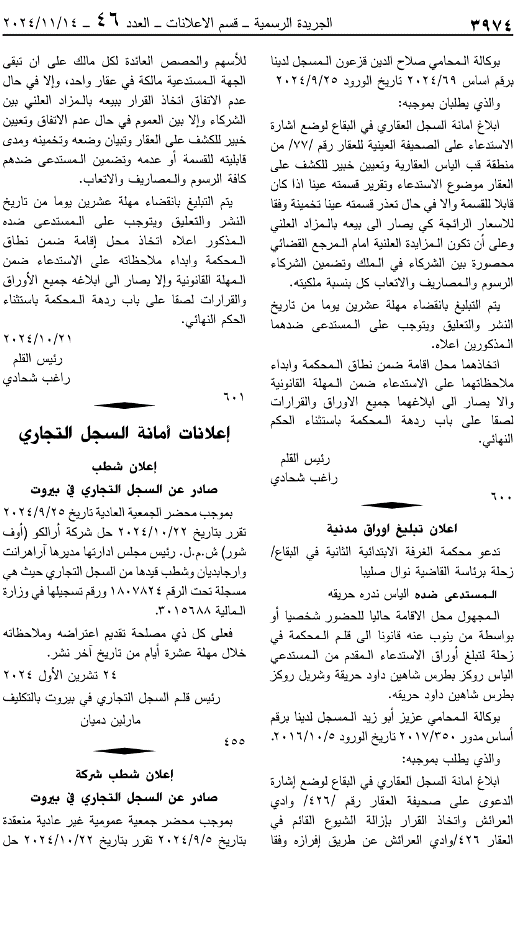 ٣٩٧٤
الجريدة الرسمية – قسم الاعلانات – العدد ٤٦ – ٢٠٢٤/١١/١٤
بوكالة المحامي صلاح الدين قزعون المسجل لدينا
برقم اساس ٢٠٢٤/٦٩ تاريخ الورود ٢٠٢٤/٩/٢٥
والذي يطلبان بموجبه:
ابلاغ امانة السجل العقاري في البقاع لوضع اشارة
الاستدعاء على الصحيفة العينية للعقار رقم /٧٧/ من
منطقة قب الياس العقارية وتعيين خبير للكشف على
العقار موضوع الاستدعاء وتقرير قسمته عينا اذا كان
قابلا للقسمة والا في حال تعذر قسمته عينا تخمينة وفقا
للاسعار الرائجة كي يصار الى بيعه بالمزاد العلني
وعلى أن تكون المزايدة العلنية امام المرجع القضائي
محصورة بين الشركاء في الملك وتضمين الشركاء
الرسوم والمصاريف والاتعاب كل بنسبة ملكيته.
يتم التبليغ بانقضاء مهلة عشرين يوما من تاريخ
النشر والتعليق ويتوجب على المستدعى ضدهما
المذكورين اعلاه.
اتخاذهما محل اقامة ضمن نطاق المحكمة وابداء
ملاحظاتهما على الاستدعاء ضمن المهلة القانونية
والا يصار الى ابلاغهما جميع الاوراق والقرارات
لصقا على باب ردهة المحكمة باستثناء الحكم
النهائي.
رئيس القلم
راغب شحادي
٦٠٠
اعلان تبليغ اوراق مدنية
تدعو محكمة الغرفة الابتدائية الثانية في البقاع/
زحلة برئاسة القاضية نوال صليبا
المستدعى ضده الياس ندره حريقه
المجهول محل الاقامة حاليا للحضور شخصيا أو
بواسطة من ينوب عنه قانونا الى قلم المحكمة في
زحلة لتبلغ أوراق الاستدعاء المقدم من المستدعي
الياس روكز بطرس شاهين داود حريقة وشربل روكز
بطرس شاهين داود حريقه.
بوكالة المحامي عزيز أبو زيد المسجل لدينا برقم
أساس مدور ٢٠١٧/٣٥٠ تاريخ الورود ٢٠١٦/١٠/٥.
والذي يطلب بموجبه:
ابلاغ امانة السجل العقاري في البقاع لوضع إشارة
الدعوى على صحيفة العقار رقم /٤٢٦/ وادي
العرائش واتخاذ القرار بإزالة الشيوع القائم في
العقار ٤٢٦/وادي العرائش عن طريق إفرازه وفقا
للأسهم والحصص العائدة لكل مالك على ان تبقى
الجهة المستدعية مالكة في عقار واحد، وإلا في حال
عدم الاتفاق اتخاذ القرار ببيعه بالمزاد العلني بين
الشركاء وإلا بين العموم في حال عدم الاتفاق وتعيين
خبير للكشف على العقار وتبيان وضعه وتخمينه ومدى
قابليته للقسمة أو عدمه وتضمين المستدعى ضدهم
كافة الرسوم والمصاريف والاتعاب.
يتم التبليغ بانقضاء مهلة عشرين يوما من تاريخ
النشر والتعليق ويتوجب على المستدعى ضده
المذكور اعلاه اتخاذ محل إقامة ضمن نطاق
المحكمة وابداء ملاحظاته على الاستدعاء ضمن
المهلة القانونية وإلا يصار الى ابلاغه جميع الأوراق
والقرارات لصقا على باب ردهة المحكمة باستثناء
الحكم النهائي.
٢٠٢٤/١٠/٢١
رئيس القلم
راغب شحادي
٦٠١
إعلانات أمانة السجل التجاري
إعلان شطب
صادر عن السجل التجاري في بيروت
بموجب محضر الجمعية العادية تاريخ ٢٠٢٤/٩/٢٥
تقرر بتاريخ ٢٠٢٤/١٠/٢٢ حل شركة أرالكو (أوف
شور) ش.م.ل. رئيس مجلس ادارتها مديرها آراهرانت
وارجابديان وشطب قيدها من السجل التجاري حيث هي
مسجلة تحت الرقم ١٨٠٧٨٢٤ ورقم تسجيلها في وزارة
المالية ٣٠١٥٦٨٨.
فعلى كل ذي مصلحة تقديم اعتراضه وملاحظاته
خلال مهلة عشرة أيام من تاريخ آخر نشر.
٢٤ تشرين الأول ٢٠٢٤
رئيس قلم السجل التجاري في بيروت بالتكليف
مارلين دميان
٤٥٥
إعلان شطب شركة
صادر عن السجل التجاري في بيروت
بموجب محضر جمعية عمومية غير عادية منعقدة
بتاريخ ٢٠٢٤/٩/٥ تقرر بتاريخ ٢٠٢٤/١٠/٢٢ حل